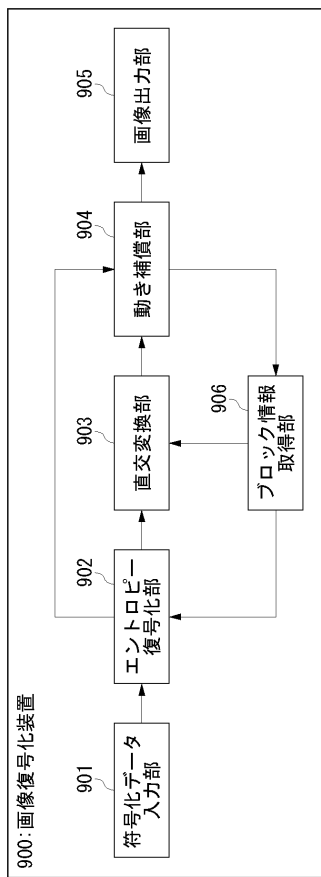 900:画像復号化装置
901
符号化データ
入力部
902
エントロピー
復号化部
903
直交変換部
904
動き補償部
905
画像出力部
906
ブロック情報
取得部